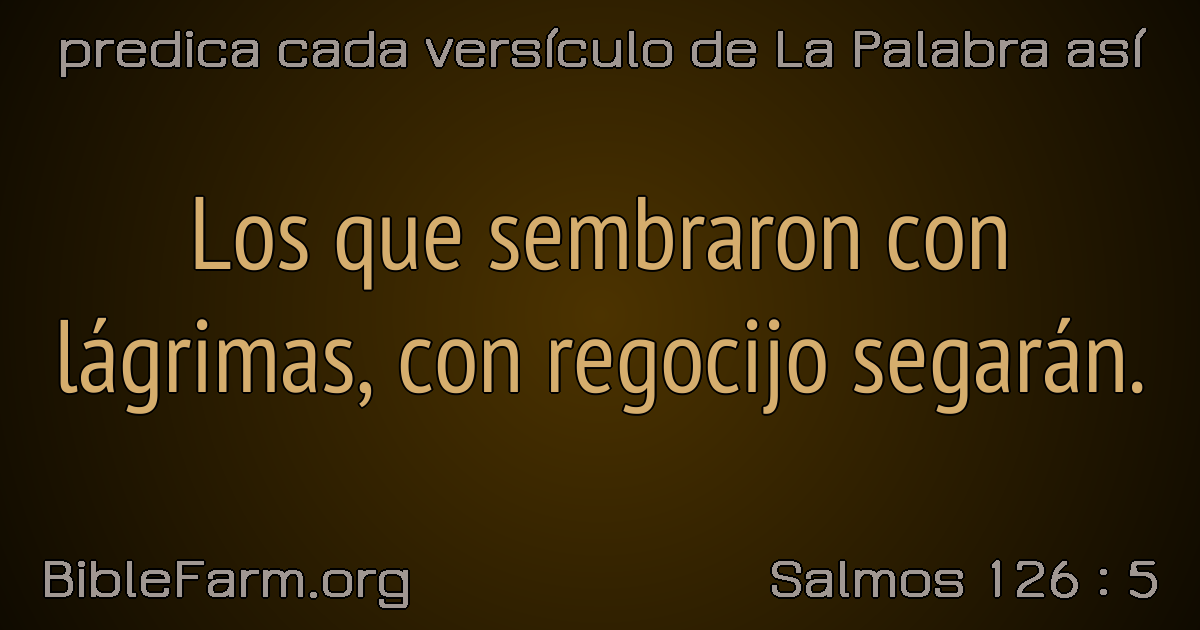 predica cada versículo de La Palabra así
Los que sembraron con
lágrimas, con regocijo segarán.
BibleFarm.org
Salmos 126 : 5